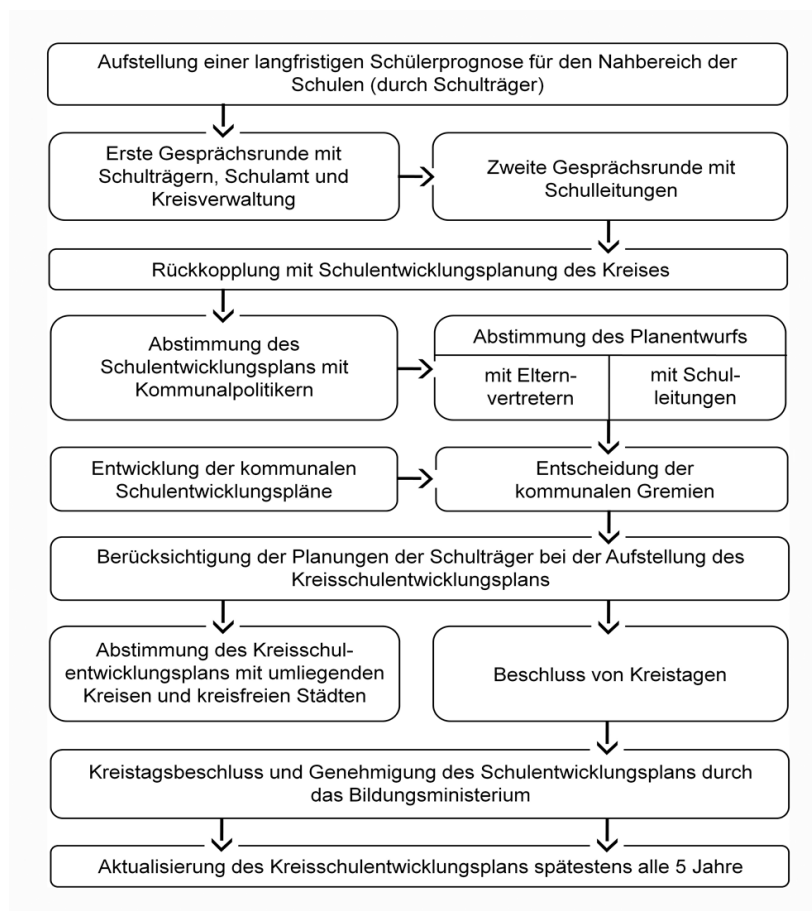 Aufstellung einer langfristigen Schülerprognose für den Nahbereich der
Schulen (durch Schulträger)
Erste Gesprächsrunde mit
Schulträgern, Schulamt und
Kreisverwaltung
Zweite Gesprächsrunde mit
Schulleitungen
Rückkopplung mit Schulentwicklungsplanung des Kreises
Abstimmung des
Schulentwicklungsplans mit
Kommunalpolitikern
Abstimmung des Planentwurfs
mit Eltern-
vertretern
mit Schul-
leitungen
Entwicklung der kommunalen
Schulentwicklungspläne
Entscheidung der
kommunalen Gremien
Berücksichtigung der Planungen der Schulträger bei der Aufstellung des
Kreisschulentwicklungsplans
Abstimmung des Kreisschul-
entwicklungsplans mit umliegenden
Kreisen und kreisfreien Städten
Beschluss von Kreistagen
Kreistagsbeschluss und Genehmigung des Schulentwicklungsplans durch
das Bildungsministerium
Aktualisierung des Kreisschulentwicklungsplans spätestens alle 5 Jahre